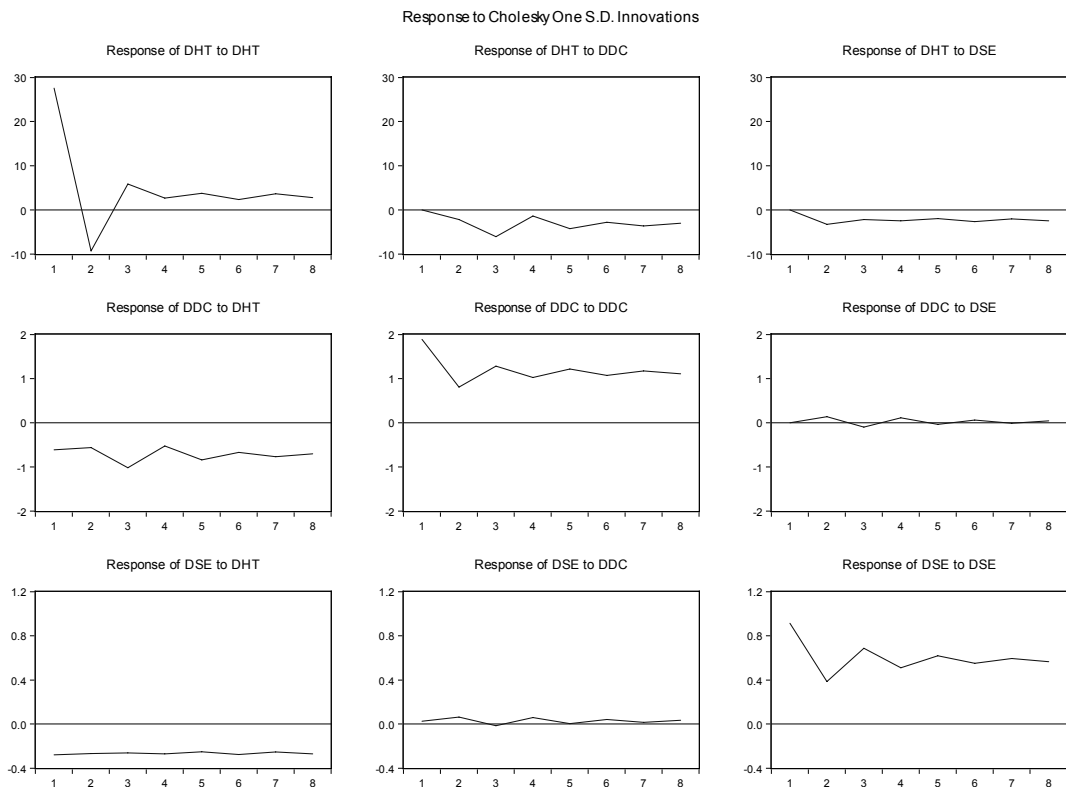 Response to Cholesky One S.D. Innovations
Response of DHT to DHT
30
20
10
0
-10
1 2 3 4 5 6 7 8
Response of DHT to DDC
30
20
10
0
-10
1 2 3 4 5 6 7 8
Response of DHT to DSE
30
20
10
0
-10
1 2 3 4 5 6 7 8
Response of DDC to DHT
2
1
0
-1
-2
1 2 3 4 5 6 7 8
Response of DDC to DDC
2
1
0
-1
-2
1 2 3 4 5 6 7 8
Response of DDC to DSE
2
1
0
-1
-2
1 2 3 4 5 6 7 8
Response of DSE to DHT
1.2
0.8
0.4
0.0
-0.4
1 2 3 4 5 6 7 8
Response of DSE to DDC
1.2
0.8
0.4
0.0
-0.4
1 2 3 4 5 6 7 8
Response of DSE to DSE
1.2
0.8
0.4
0.0
-0.4
1 2 3 4 5 6 7 8